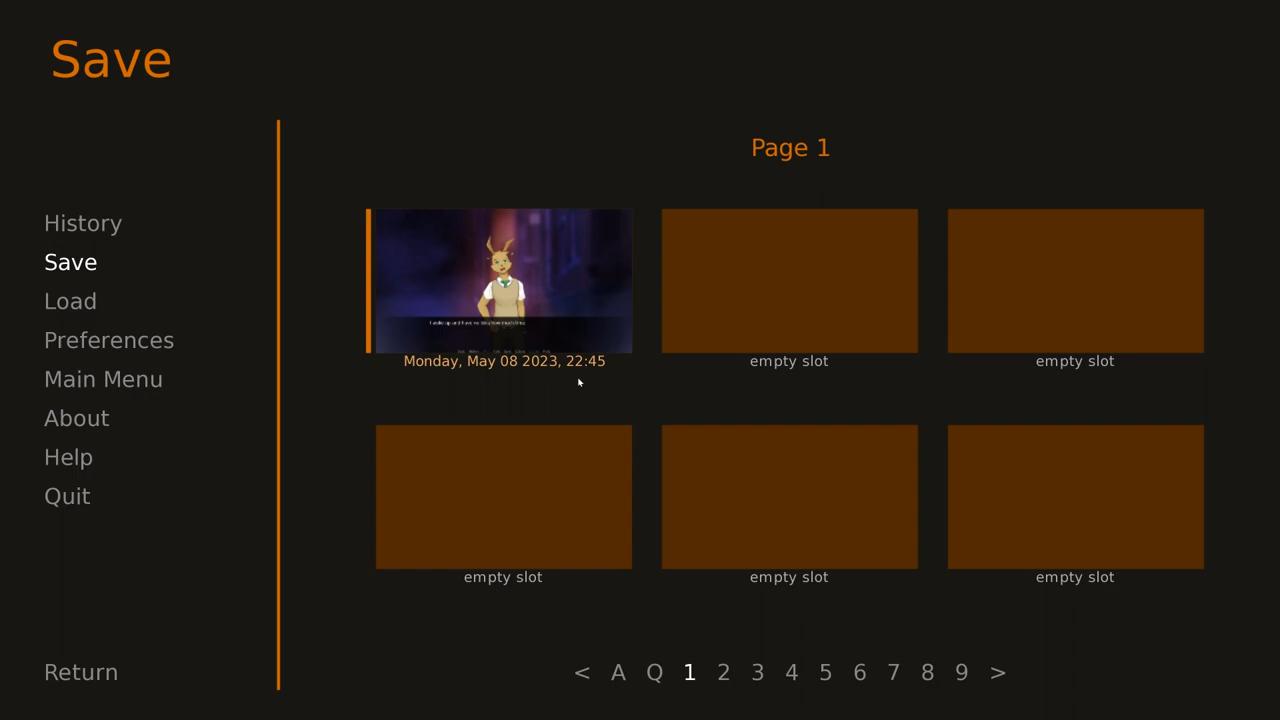 Save
Page 1
History
Save
Load
Preferences
Main Menu
About
Help
Quit
Return
Monday, May 08 2023, 22:45
empty slot
empty slot
empty slot
empty slot
empty slot
< A Q 1 2 3 4 5 6 7 8 9 >